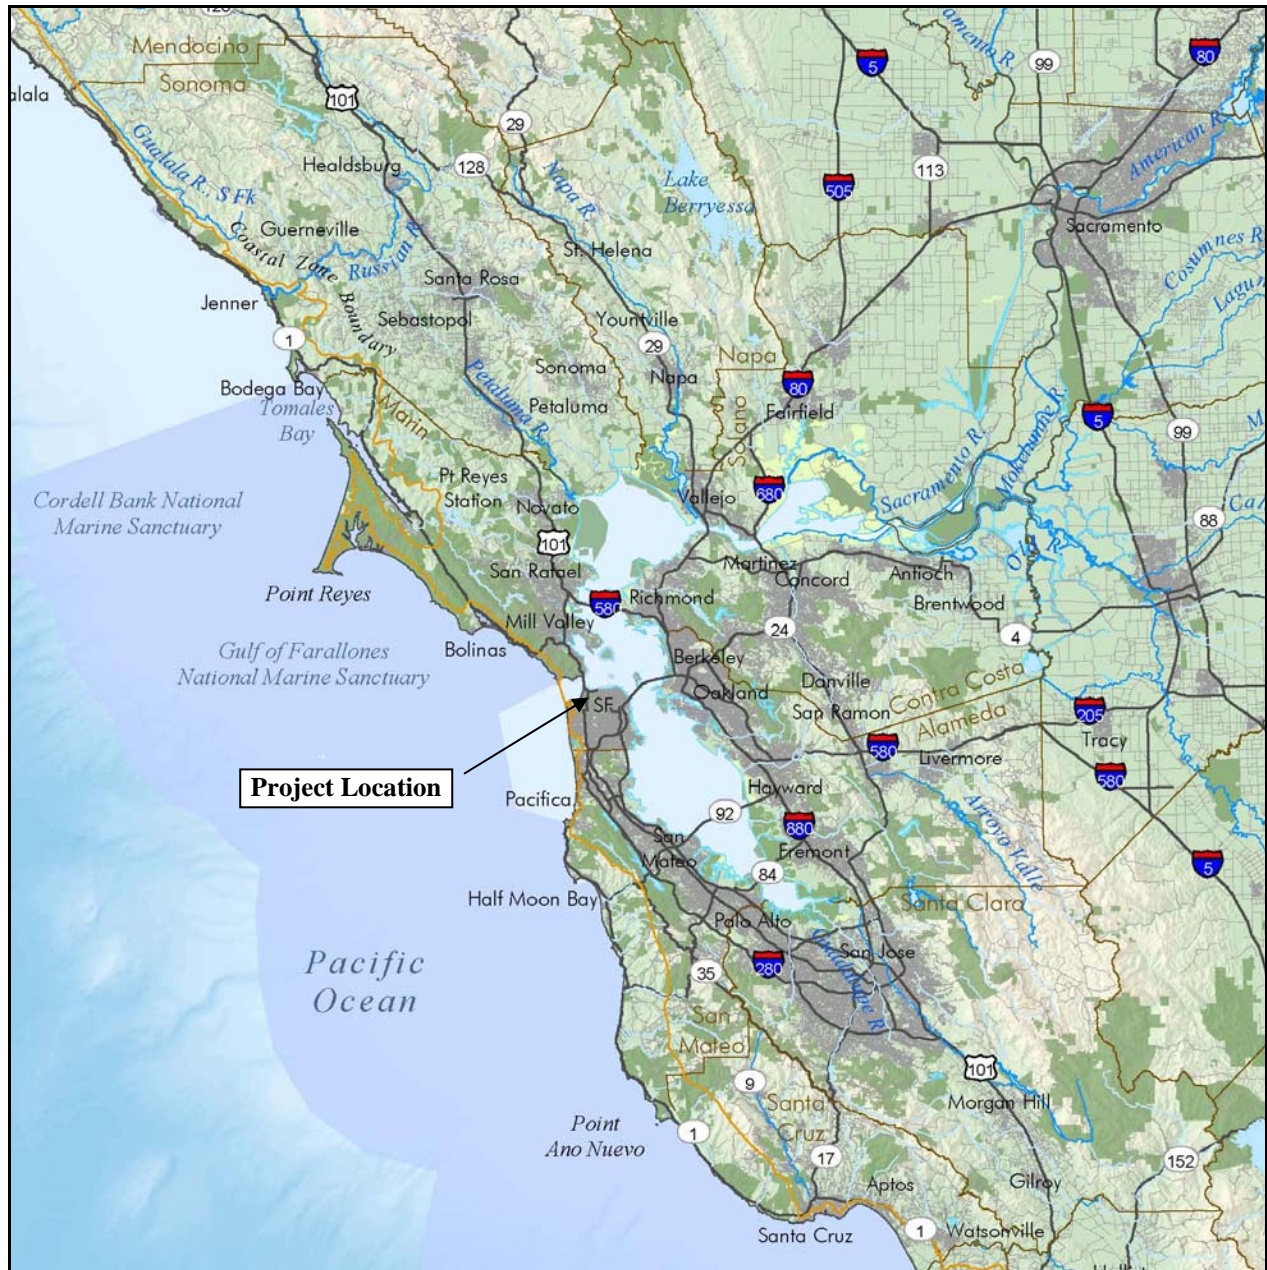 128
80
Mendocino
Sonoma
5
99
alala
101
29
Healdsburg
128
113
American R.
Gualala R. S Fk
Napa R.
Lake
Berryessa
505
Guerneville
Coastal Zone Boundary
Russian R.
St. Helena
Sacramento
Cosumnes R
Santa Rosa
Jenner
Lagun
Sebastopol
Yountville
1
29
Napa
Sonoma
Napa
Bodega Bay
Tomales
Bay
Petaluma R.
Petaluma
80
Fairfield
Solano
Marin
5
99
Mokelumne R.
Pt Reyes
Station
680
Vallejo
Sacramento R.
Cordell Bank National
Marine Sanctuary
Novato
88
101
Old R.
San Rafael
Martinez
Concord
Antioch
Point Reyes
580
Richmond
Brentwood
Mill Valley
24
4
Bolinas
Gulf of Farallones
National Marine Sanctuary
Berkeley
Oakland
Danville
Contra Costa
SF
San Ramon
Alameda
205
Tracy
580
Livermore
580
Project Location
Pacifica
Hayward
92
880
Arroyo Valle
San
Mateo
Fremont
84
5
Half Moon Bay
Santa Clara
Palo Alto
Guadalupe R.
San Jose
Pacific
Ocean
35
280
San
Mateo
9
101
Santa
Cruz
Morgan Hill
Point
Ano Nuevo
1
17
152
Aptos
Gilroy
Santa Cruz
1
Watsonville